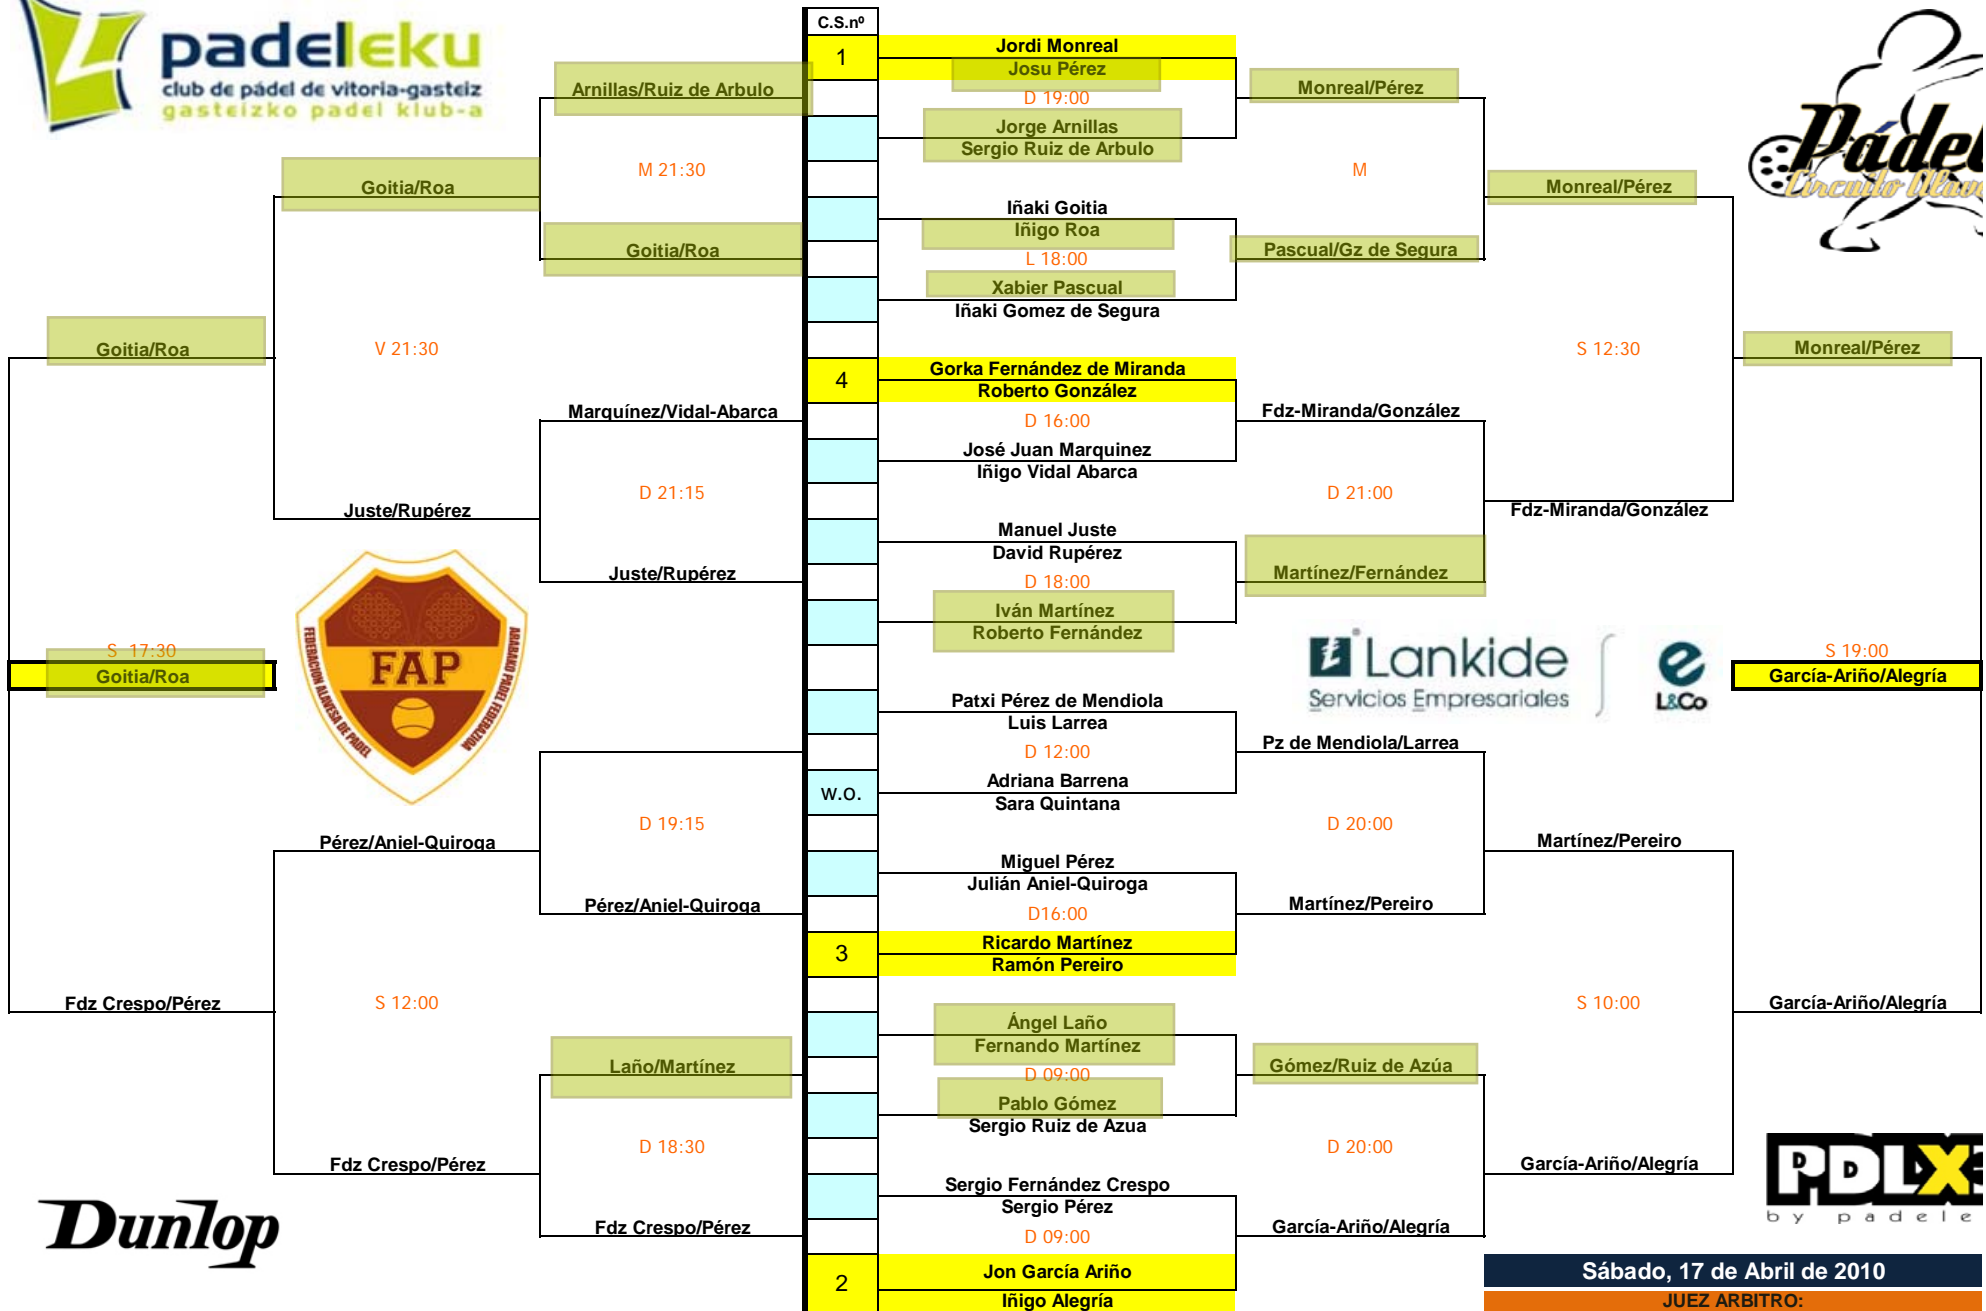 padeleku
club de pádel de vitoria-gasteiz
gasteizko padel klub-a
C.S.nº
1
Jordi Monreal
Josu Pérez
D 19:00
Jorge Arnillas
Sergio Ruiz de Arbulo
Iñaki Goitia
Iñigo Roa
L 18:00
Xabier Pascual
Iñaki Gomez de Segura
4
Gorka Fernández de Miranda
Roberto González
D 16:00
José Juan Marquinez
Iñigo Vidal Abarca
Manuel Juste
David Rupérez
D 18:00
Iván Martínez
Roberto Fernández
Patxi Pérez de Mendiola
Luis Larrea
D 12:00
W.O.
Adriana Barrena
Sara Quintana
Miguel Pérez
Julián Aniel-Quiroga
D16:00
3
Ricardo Martínez
Ramón Pereiro
Ángel Laño
Fernando Martínez
D 09:00
Pablo Gómez
Sergio Ruiz de Azua
Sergio Fernández Crespo
Sergio Pérez
D 09:00
2
Jon García Ariño
Iñigo Alegría
Arnillas/Ruiz de Arbulo
M 21:30
Goitia/Roa
Marquínez/Vidal-Abarca
D 21:15
Juste/Rupérez
D 19:15
Pérez/Aniel-Quiroga
Laño/Martínez
D 18:30
Fdz Crespo/Pérez
Goitia/Roa
V 21:30
Juste/Rupérez
Pérez/Aniel-Quiroga
S 12:00
Fdz Crespo/Pérez
Goitia/Roa
S 17:30
Goitia/Roa
Fdz Crespo/Pérez
FAP
FEDERACION ALAVESA DE PADEL
ARABAKO PADEL FEDERAZIOA
Dunlop
Monreal/Pérez
M
Pascual/Gz de Segura
Fdz-Miranda/González
D 21:00
Martínez/Fernández
Pz de Mendiola/Larrea
D 20:00
Martínez/Pereiro
Gómez/Ruiz de Azúa
D 20:00
García-Ariño/Alegría
Monreal/Pérez
S 12:30
Fdz-Miranda/González
Martínez/Pereiro
S 10:00
García-Ariño/Alegría
Monreal/Pérez
S 19:00
García-Ariño/Alegría
García-Ariño/Alegría
Pádel
Circuito
Lankide
Servicios Empresariales
e
L&Co
PDLX
by padele
Sábado, 17 de Abril de 2010
JUEZ ARBITRO: